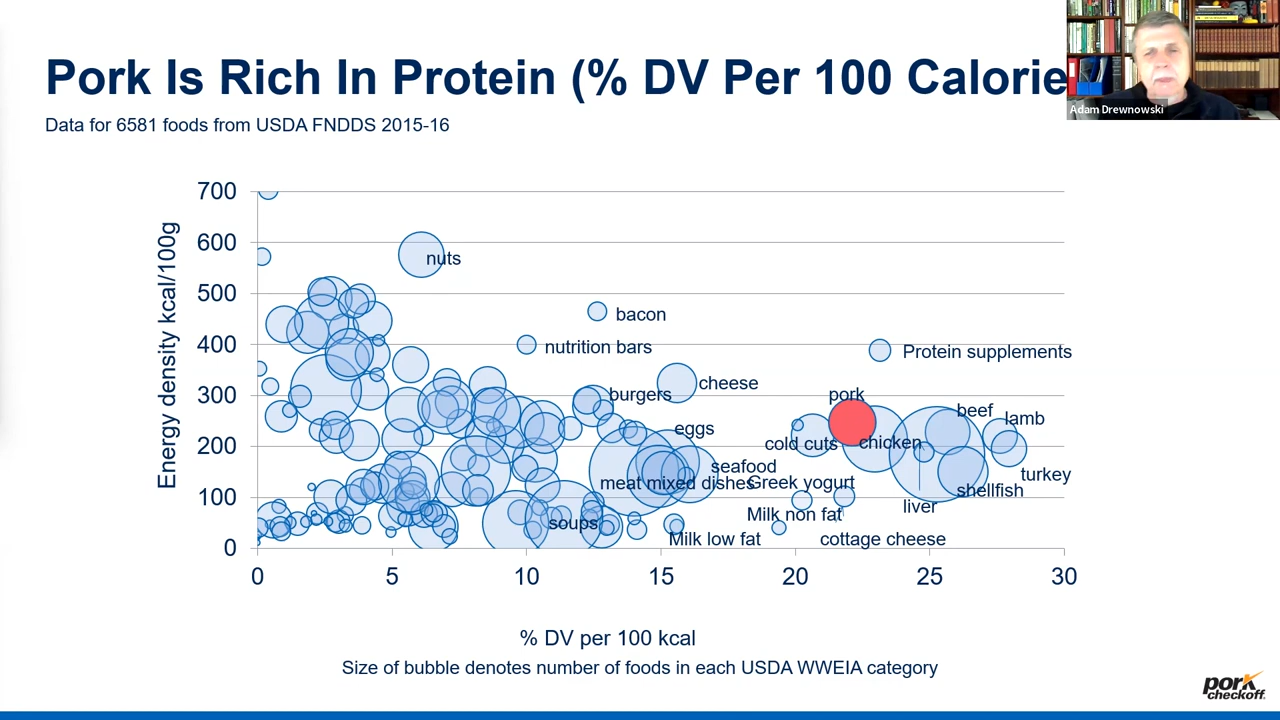 Pork Is Rich In Protein (% DV Per 100 Calorie
Data for 6581 foods from USDA FNDDS 2015-16
Adam Drewnowski
Energy density kcal/100g
700
600
500
400
300
200
100
0
nuts
bacon
nutrition bars
Protein supplements
cheese
burgers
pork
beef
lamb
eggs
cold cuts
chicken
seafood
turkey
meat mixed dishes
Greek yogurt
shellfish
liver
Milk non fat
soups
Milk low fat
cottage cheese
0
5
10
15
20
25
30
% DV per 100 kcal
Size of bubble denotes number of foods in each USDA WWEIA category
pork
checkoff